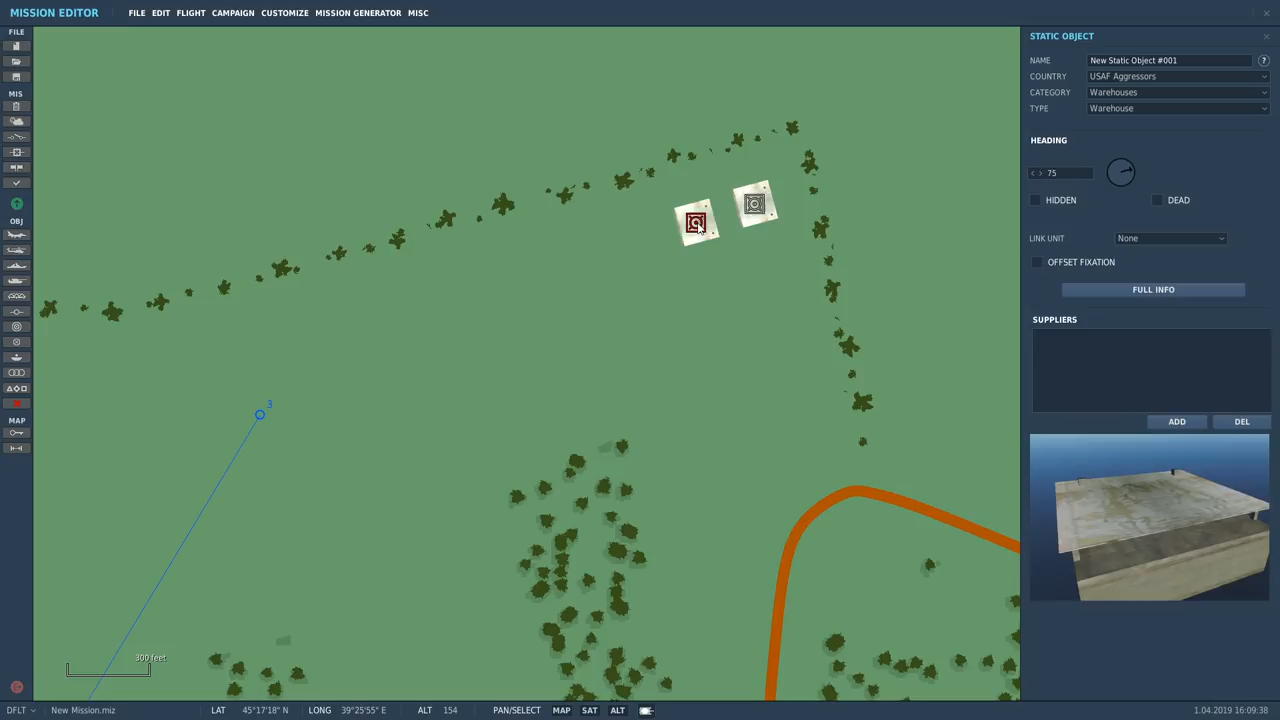 MISSION EDITOR FILE EDIT FLIGHT CAMPAIGN CUSTOMIZE MISSION GENERATOR MISC
FILE
MIS
OBJ
MAP
3
300 feet
STATIC OBJECT
NAME New Static Object #001 ?
COUNTRY USAF Aggressors
CATEGORY Warehouses
TYPE Warehouse
HEADING
< > 75
HIDDEN DEAD
LINK UNIT None
OFFSET FIXATION
FULL INFO
SUPPLIERS
ADD DEL
DFLT New Mission.miz LAT 45°17'18" N LONG 39°25'55" E ALT 154 PAN/SELECT MAP SAT ALT 1.04.2019 16:09:38